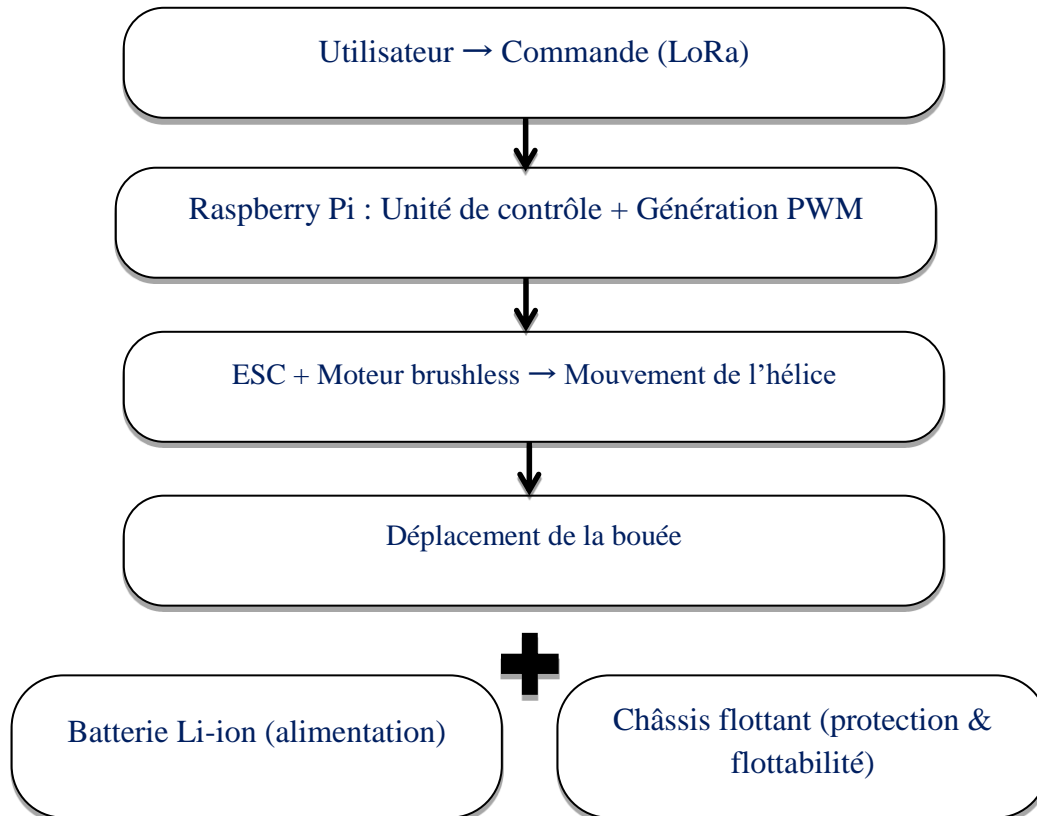 Utilisateur → Commande (LoRa)
Raspberry Pi : Unité de contrôle + Génération PWM
ESC + Moteur brushless → Mouvement de l’hélice
Déplacement de la bouée
Batterie Li-ion (alimentation)
Châssis flottant (protection &
flottabilité)